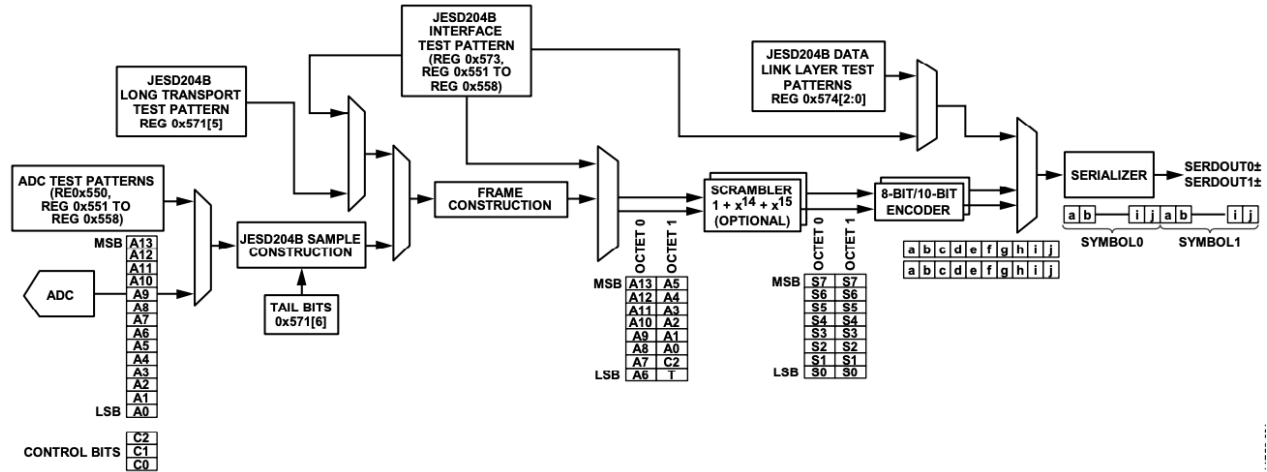 JESD204B
INTERFACE
TEST PATTERN
(REG 0x573,
REG 0x551 TO
REG 0x558)
JESD204B DATA
LINK LAYER TEST
PATTERNS
REG 0x574[2:0]
JESD204B
LONG TRANSPORT
TEST PATTERN
REG 0x571[5]
ADC TEST PATTERNS
(RE0x550,
REG 0x551 TO
REG 0x558)
FRAME
CONSTRUCTION
SCRAMBLER
1 + x14 + x15
(OPTIONAL)
8-BIT/10-BIT
ENCODER
SERIALIZER
SERDOUT0±
SERDOUT1±
a b i j a b i j
SYMBOL0 SYMBOL1
JESD204B SAMPLE
CONSTRUCTION
TAIL BITS
0x571[6]
ADC
MSB A13
A12
A11
A10
A9
A8
A7
A6
A5
A4
A3
A2
A1
LSB A0
CONTROL BITS
C2
C1
C0
OCTET 0 OCTET 1
MSB A13 A5
A12 A4
A11 A3
A10 A2
A9 A1
A8 A0
A7 C2
LSB A6 T
OCTET 0 OCTET 1
MSB S7 S7
S6 S6
S5 S5
S4 S4
S3 S3
S2 S2
S1 S1
LSB S0 S0
a b c d e f g h i j
a b c d e f g h i j